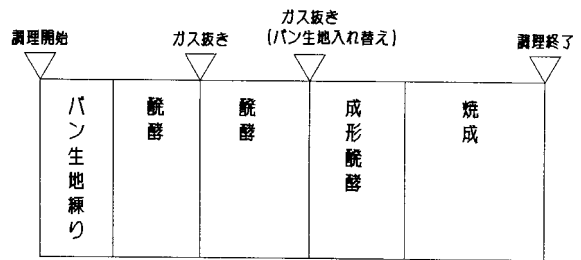 調理開始
ガス抜き
ガス抜き
(パン生地入れ替え)
調理終了
パン生地練り
醗酵
醗酵
成形醗酵
焼成